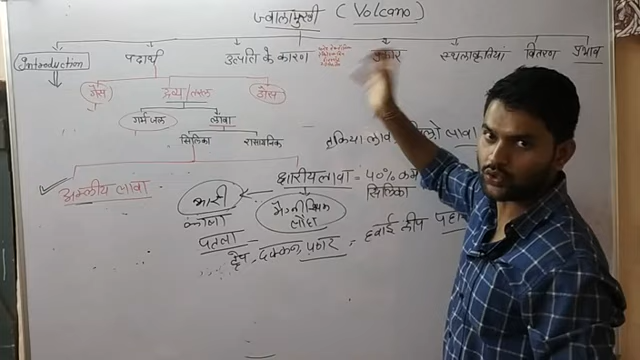 ज्वालामुखी (Volcano)
Introduction पदार्थ उत्पत्ति के कारण प्रकार स्थलाकृतियां वितरण प्रभाव
गैस द्रव्य/तरल ठोस
गर्म जल लावा
सिलिका रासायनिक
अम्लीय लावा क्षारीय लावा = 40% कम
सिलिका
भारी मैग्नीशियम
लौहा
काला
पतला
द्वीप, दक्कन, पठार = हवाई द्वीप